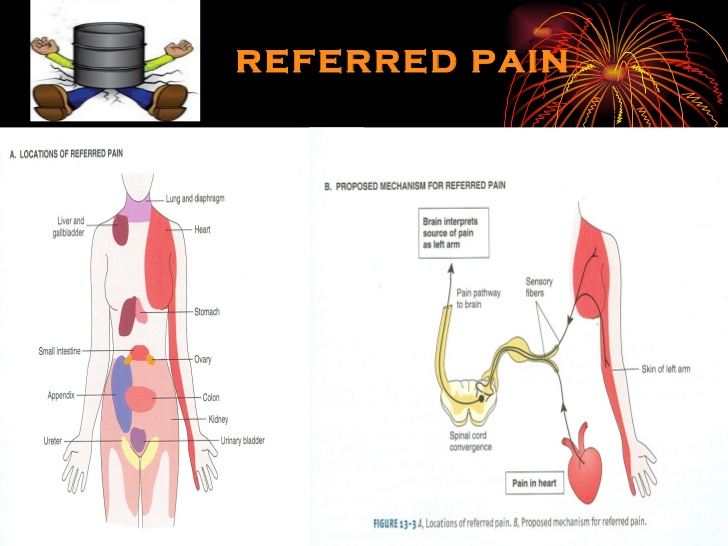 REFERRED PAIN
A. LOCATIONS OF REFERRED PAIN
Lung and diaphragm
Liver and
gallbladder
Heart
Stomach
Small intestine
Ovary
Appendix
Colon
Kidney
Ureter
Urinary bladder
B. PROPOSED MECHANISM FOR REFERRED PAIN
Brain interprets
source of pain
as left arm
Pain pathway
to brain
Sensory
fibers
Skin of left arm
Spinal cord
convergence
Pain in heart
FIGURE 13-3 A, Locations of referred pain. B, Proposed mechanism for referred pain.